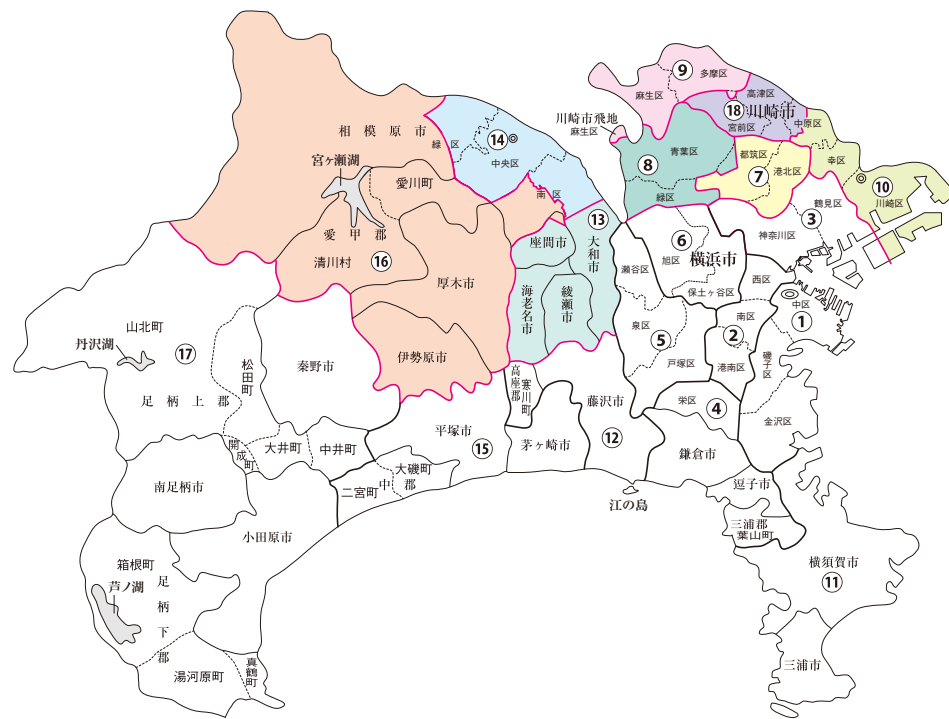 相模原市
緑区
宮ヶ瀬湖
愛川町
愛甲郡
清川村
⑯
厚木市
伊勢原市
⑭
中央区
南区
⑬
座間市
大和市
海老名市
綾瀬市
川崎市飛地
麻生区
⑨
多摩区
麻生区
高津区
⑱
川崎市
宮前区
中原区
幸区
⑩
川崎区
⑧
青葉区
緑区
都筑区
⑦
港北区
鶴見区
③
神奈川区
⑥
旭区
横浜市
瀬谷区
保土ヶ谷区
西区
中区
①
南区
②
港南区
磯子区
泉区
⑤
戸塚区
栄区
④
金沢区
鎌倉市
逗子市
三浦郡
葉山町
横須賀市
⑪
三浦市
藤沢市
⑫
江の島
高座郡
寒川町
茅ヶ崎市
平塚市
⑮
大磯町
中郡
二宮町
山北町
丹沢湖
⑰
足柄上郡
松田町
秦野市
開成町
大井町
中井町
南足柄市
小田原市
箱根町
芦ノ湖
足柄下郡
湯河原町
真鶴町